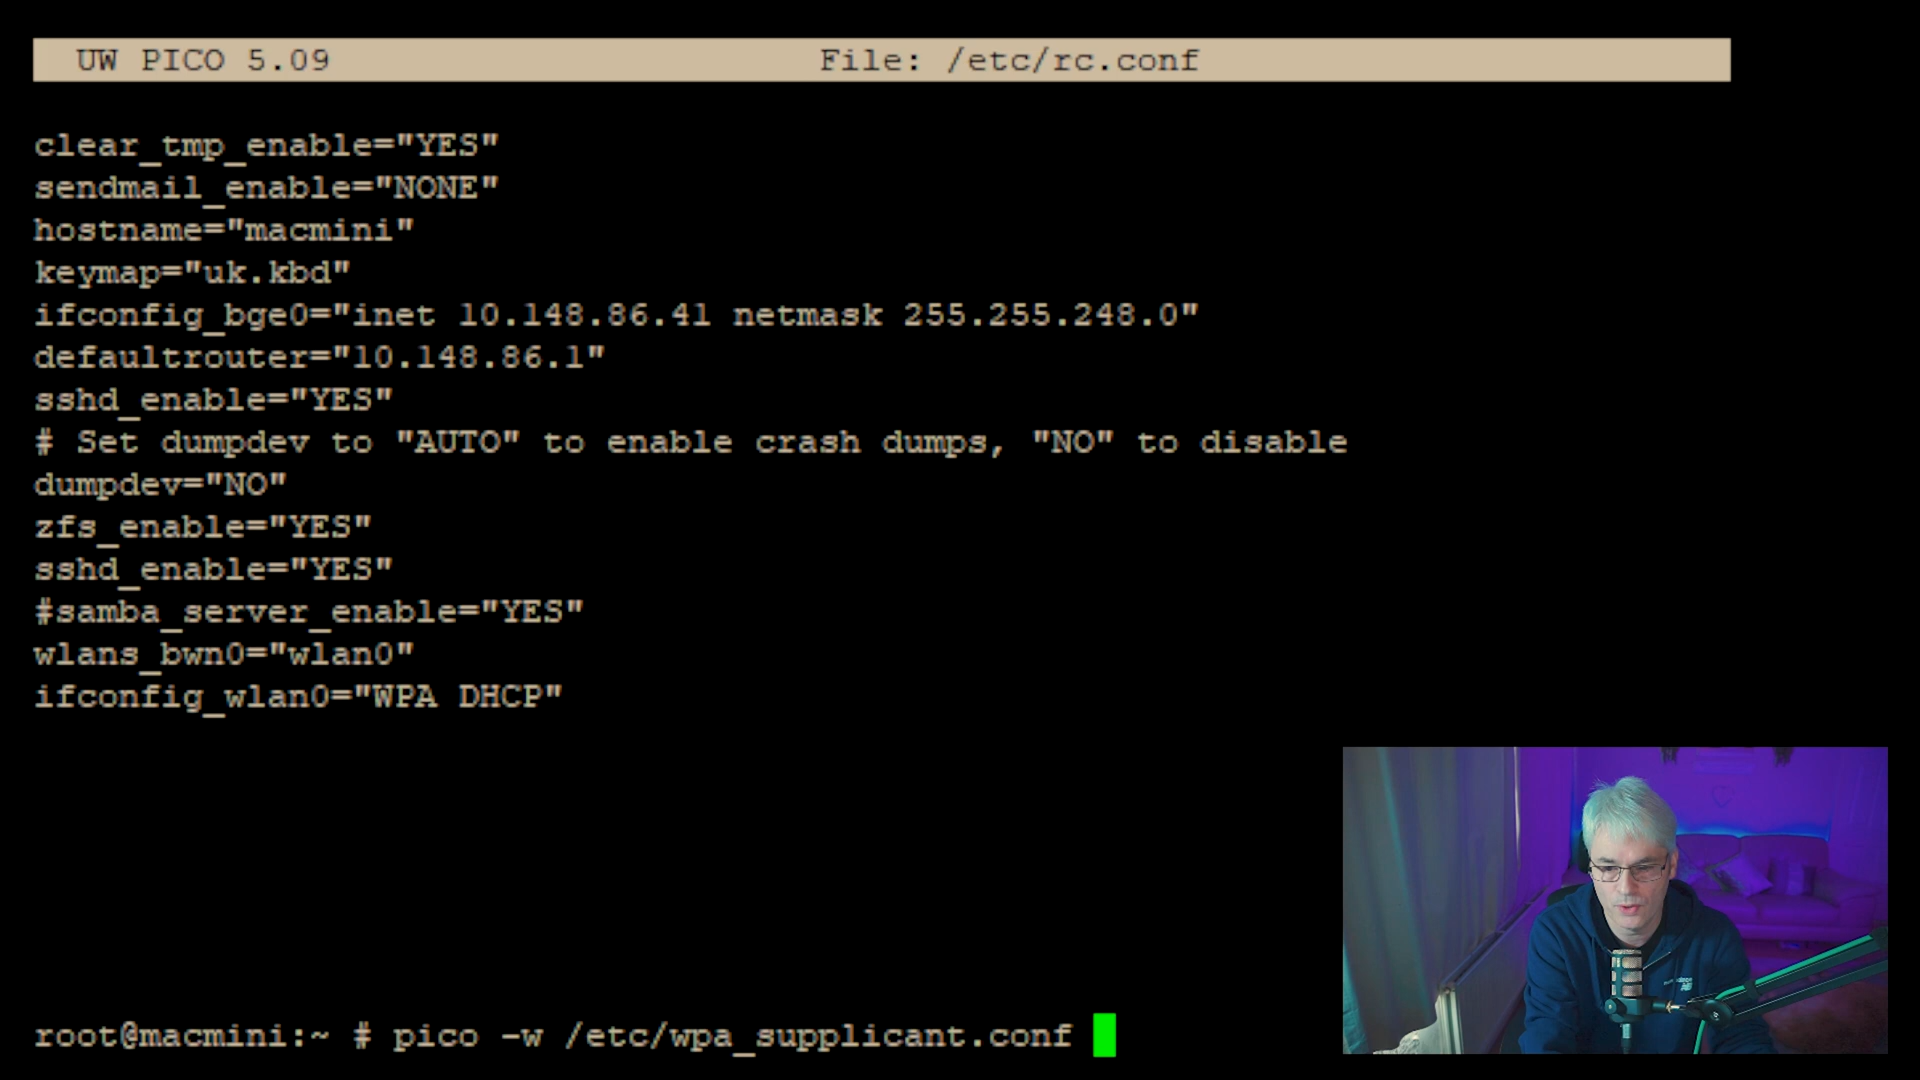 UW PICO 5.09 File: /etc/rc.conf
clear_tmp_enable="YES"
sendmail_enable="NONE"
hostname="macmini"
keymap="uk.kbd"
ifconfig_bge0="inet 10.148.86.41 netmask 255.255.248.0"
defaultrouter="10.148.86.1"
sshd_enable="YES"
# Set dumpdev to "AUTO" to enable crash dumps, "NO" to disable
dumpdev="NO"
zfs_enable="YES"
sshd_enable="YES"
#samba_server_enable="YES"
wlans_bwn0="wlan0"
ifconfig_wlan0="WPA DHCP"
root@macmini:~ # pico -w /etc/wpa_supplicant.conf